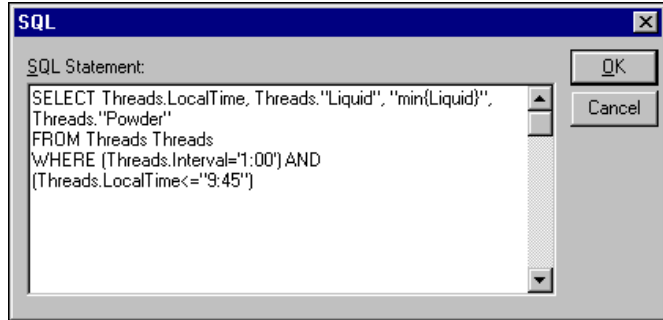 SQL
SQL Statement:
SELECT Threads.LocalTime, Threads."Liquid", "min{Liquid}",
Threads."Powder"
FROM Threads Threads
WHERE (Threads.Interval='1:00') AND
(Threads.LocalTime<="9:45")
OK
Cancel